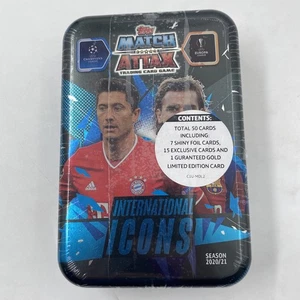 Topps
MATCH
ATTAX
TRADING CARD GAME
CONTENTS:
TOTAL 50 CARDS
INCLUDING:
7 SHINY FOIL CARDS,
15 EXCLUSIVE CARDS AND
1 GURANTEED GOLD
LIMITED EDITION CARD
INTERNATIONAL
ICONS
SEASON
2020/21